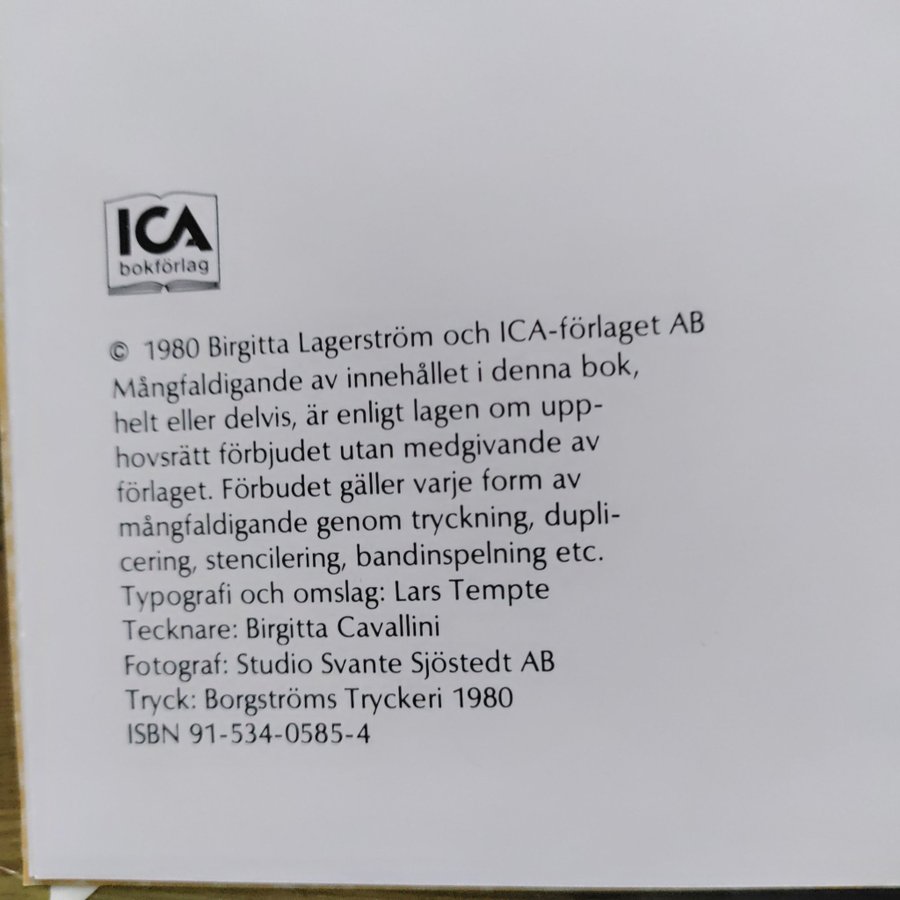 ICA
bokförlag
© 1980 Birgitta Lagerström och ICA-förlaget AB
Mångfaldigande av innehållet i denna bok,
helt eller delvis, är enligt lagen om upp-
hovsrätt förbjudet utan medgivande av
förlaget. Förbudet gäller varje form av
mångfaldigande genom tryckning, dupli-
cering, stencilering, bandinspelning etc.
Typografi och omslag: Lars Tempte
Tecknare: Birgitta Cavallini
Fotograf: Studio Svante Sjöstedt AB
Tryck: Borgströms Tryckeri 1980
ISBN 91-534-0585-4